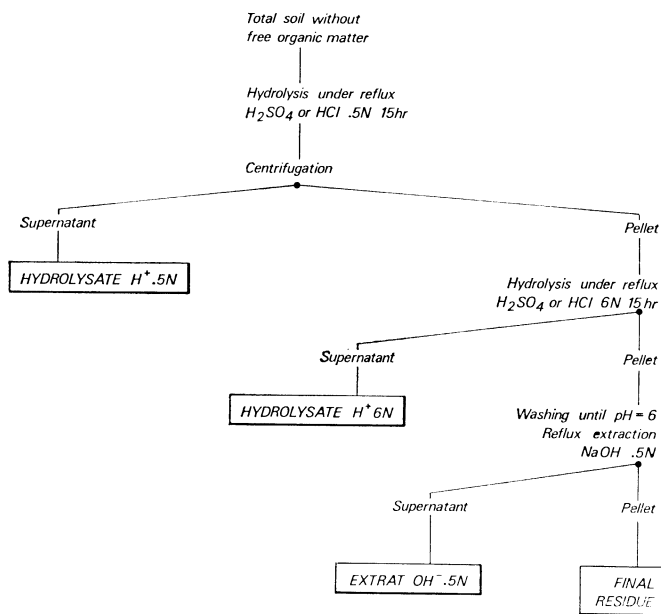 Total soil without
free organic matter
Hydrolysis under reflux
H₂SO₄ or HCl .5N 15hr
Centrifugation
Supernatant
Pellet
HYDROLYSATE H⁺.5N
Hydrolysis under reflux
H₂SO₄ or HCl 6N 15hr
Supernatant
Pellet
HYDROLYSATE H⁺6N
Washing until pH=6
Reflux extraction
NaOH .5N
Supernatant
Pellet
EXTRAT OH⁻.5N
FINAL
RESIDUE